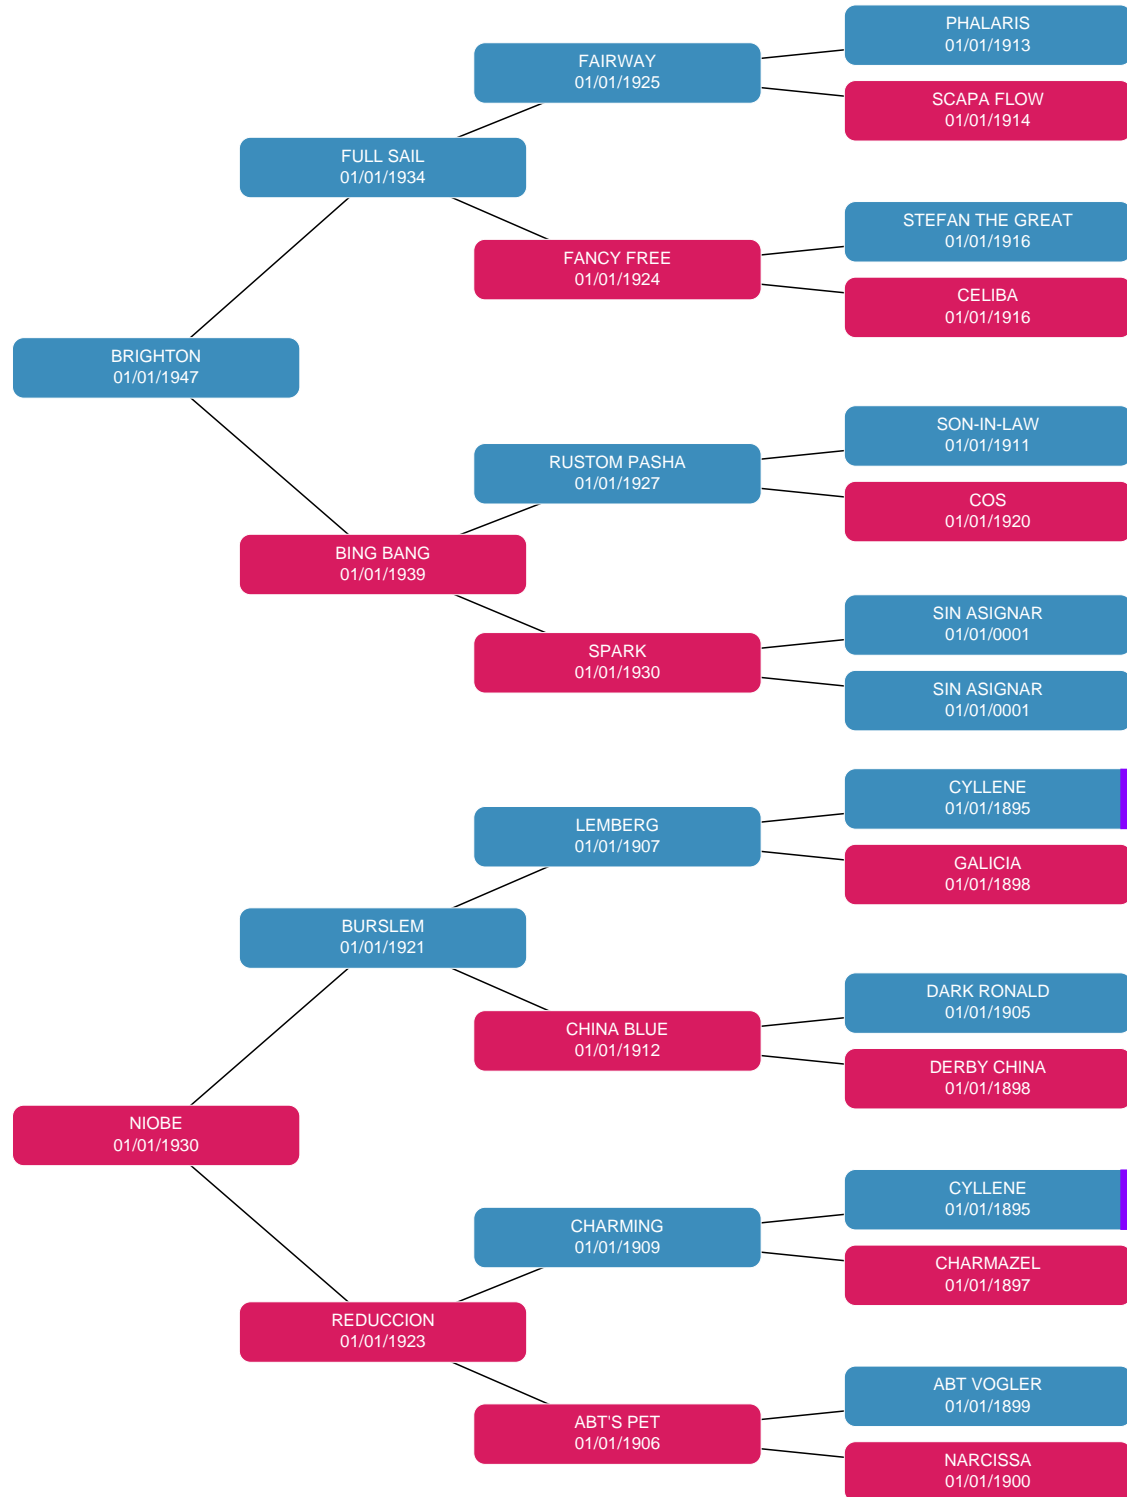 PHALARIS
01/01/1913
FAIRWAY
01/01/1925
SCAPA FLOW
01/01/1914
FULL SAIL
01/01/1934
STEFAN THE GREAT
01/01/1916
FANCY FREE
01/01/1924
CELIBA
01/01/1916
BRIGHTON
01/01/1947
SON-IN-LAW
01/01/1911
RUSTOM PASHA
01/01/1927
COS
01/01/1920
BING BANG
01/01/1939
SIN ASIGNAR
01/01/0001
SPARK
01/01/1930
SIN ASIGNAR
01/01/0001
CYLLENE
01/01/1895
LEMBERG
01/01/1907
GALICIA
01/01/1898
BURSLEM
01/01/1921
DARK RONALD
01/01/1905
CHINA BLUE
01/01/1912
DERBY CHINA
01/01/1898
NIOBE
01/01/1930
CYLLENE
01/01/1895
CHARMING
01/01/1909
CHARMAZEL
01/01/1897
REDUCCION
01/01/1923
ABT VOGLER
01/01/1899
ABT'S PET
01/01/1906
NARCISSA
01/01/1900